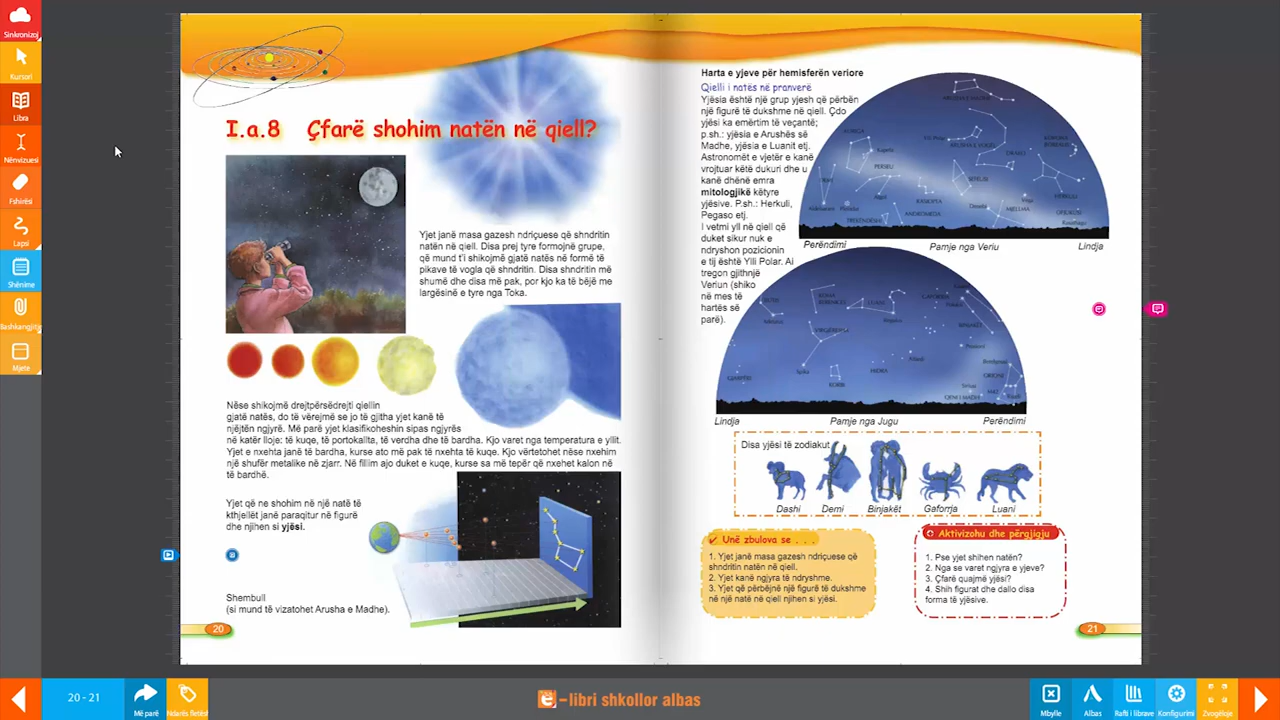 Sinkronizoj
Kursori
Libra
Nënvizuesi
Fshirësi
Lapsi
Shënime
Bashkangjitj
Mjete
I.a.8 Çfarë shohim natën në qiell?
Yjet janë masa gazesh ndriçuese që shndritin
natën në qiell. Disa prej tyre formojnë grupe,
që mund t'i shikojmë gjatë natës në formë të
pikave të vogla që shndritin. Disa shndritin më
shumë dhe disa më pak, por kjo ka të bëjë me
largësinë e tyre nga Toka.
Nëse shikojmë drejtpërsëdrejti qiellin
gjatë natës, do të vërejmë se jo të gjitha yjet kanë të
njëjtën ngjyrë. Më parë yjet klasifikoheshin sipas ngjyrës
në katër lloje: të kuqe, të portokallta, të verdha dhe të bardha. Kjo varet nga temperatura e yllit.
Yjet e nxehta janë të bardha, kurse ato më pak të nxehta të kuqe. Kjo vërtetohet nëse nxehim
një shufër metalike në zjarr. Në fillim ajo duket e kuqe, kurse sa më tepër që nxehet kalon në
të bardhë.
Yjet që ne shohim në një natë të
kthjellët janë paraqitur në figurë
dhe njihen si yjësi.
Shembull
(si mund të vizatohet Arusha e Madhe).
20
Harta e yjeve për hemisferën veriore
Qielli i natës në pranverë
Yjësia është një grup yjesh që përbën
një figurë të dukshme në qiell. Çdo
yjësi ka emërtim të veçantë;
p.sh.: yjësia e Arushës së
Madhe, yjësia e Luanit etj.
Astronomët e vjetër e kanë
vrojtuar këtë dukuri dhe u
kanë dhënë emra
mitologjikë këtyre
yjësive. P.sh.: Herkuli,
Pegaso etj.
I vetmi yll në qiell që
duket sikur nuk e
ndryshon pozicionin
e tij është Ylli Polar. Ai
tregon gjithnjë
Veriun (shiko
në mes të
hartës së
parë).
PERSEU
DRAKU
KASIOPEA
ANDROMEDA
HERKULI
Perëndimi
Pamje nga Veriu
Lindja
LUANI
VIRGJËRESHA
Spika
KORBI
HIDRA
BINJAKËT
ORIONI
Sirius
Lindja
Pamje nga Jugu
Perëndimi
Disa yjësi të zodiakut
Dashi
Demi
Binjakët
Gaforrja
Luani
Unë zbulova se . . .
1. Yjet janë masa gazesh ndriçuese që
shndritin natën në qiell.
2. Yjet kanë ngjyra të ndryshme.
3. Yjet që përbëjnë një figurë të dukshme
në një natë në qiell njihen si yjësi.
Aktivizohu dhe përgjigju
1. Pse yjet shihen natën?
2. Nga se varet ngjyra e yjeve?
3. Çfarë quajmë yjësi?
4. Shih figurat dhe dallo disa
forma të yjësive.
21
20 - 21
Më parë
Ndarës fletësh
e-libri shkollor albas
Mbylle
Albas
Rafti i librave
Konfigurimi
Zvogëloje